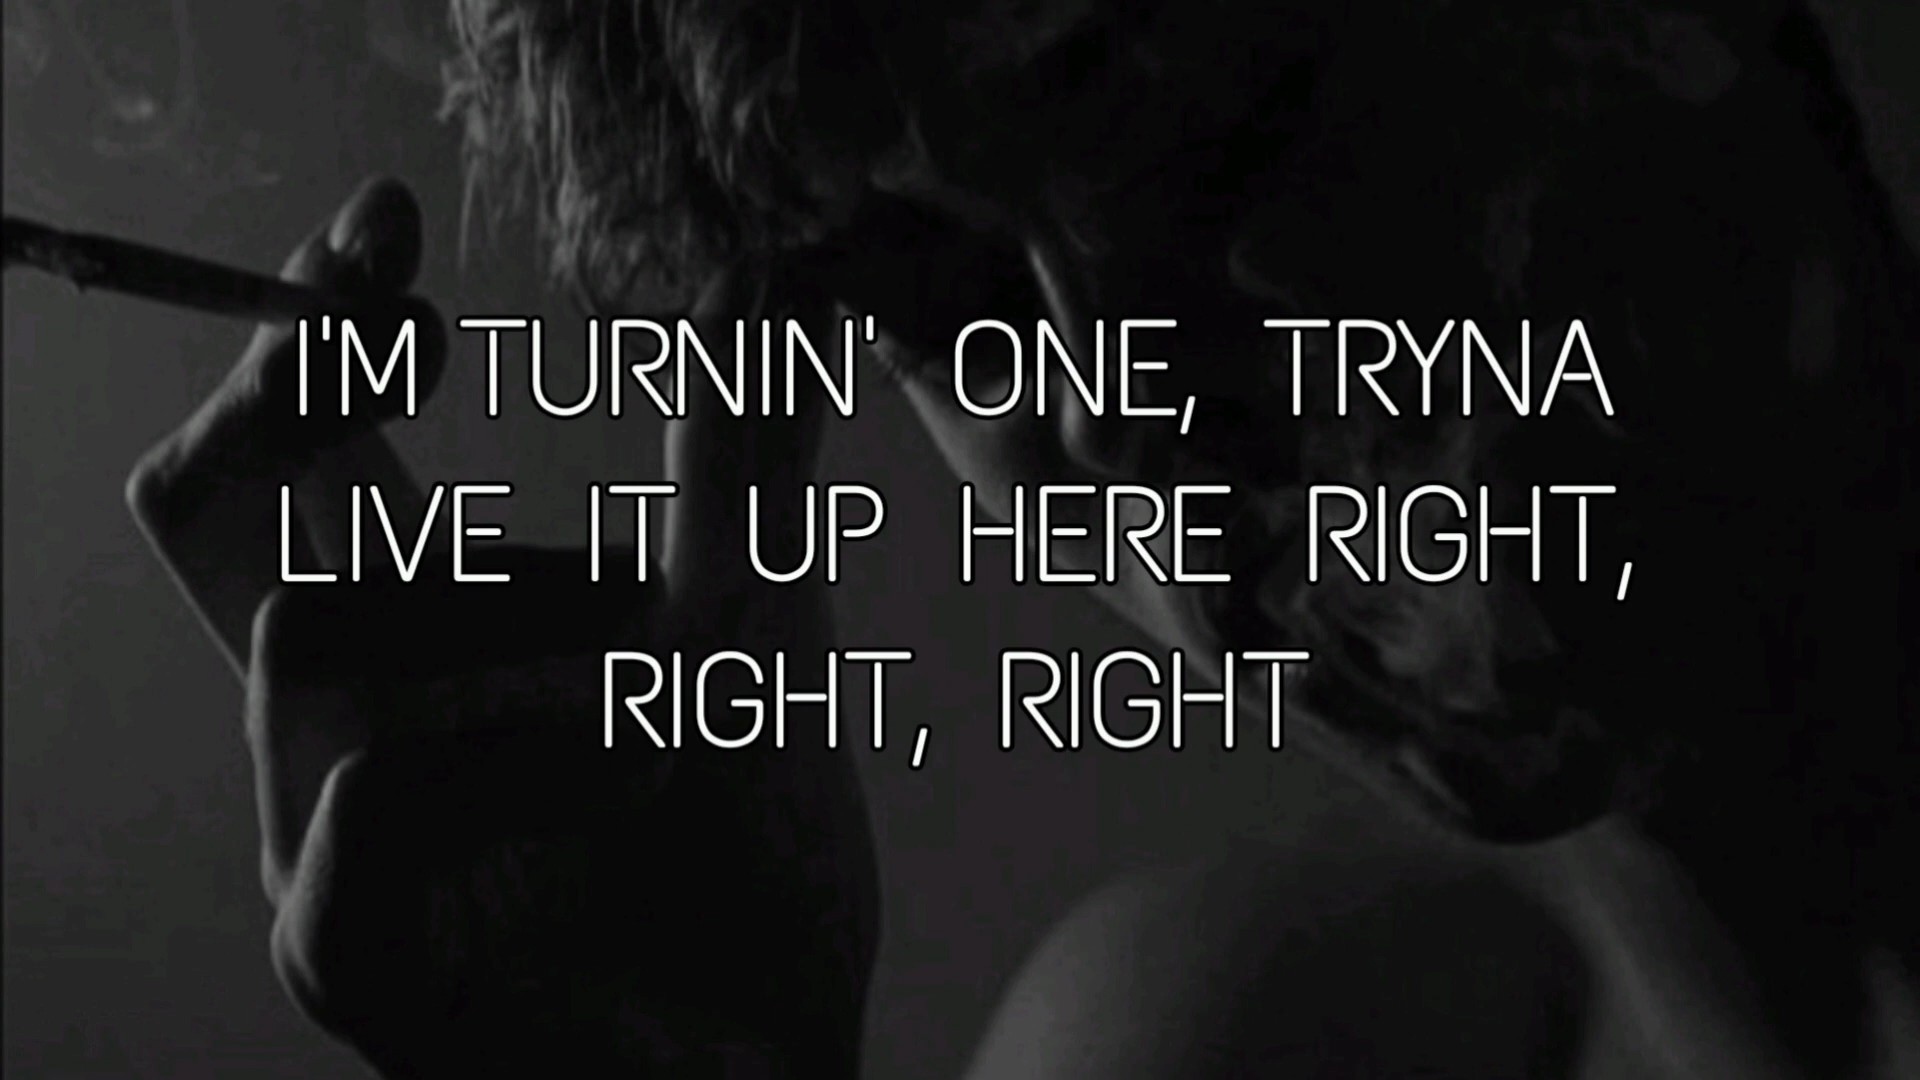 I'M TURNIN' ONE, TRYNA
LIVE IT UP HERE RIGHT,
RIGHT, RIGHT